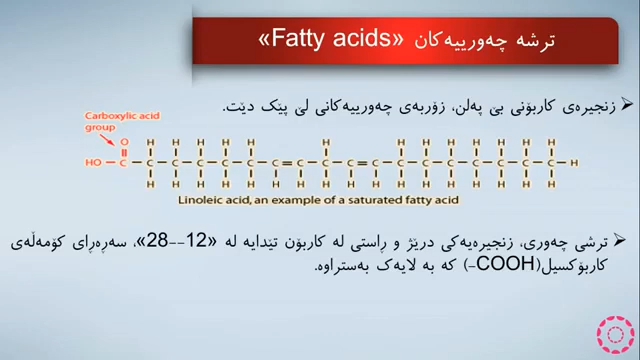 ترشە چەورییەکان «Fatty acids»
زنجیرەی کاربۆنی بێ پەلن، زۆربەی چەورییەکانی لێ پێک دێت.
Carboxylic acid
group
O H H H H H H H H H H H H H
HO C C C C C C C C C C C C C C C C C C H
H H H H H H H H H H H H H H H H H
Linoleic acid, an example of a saturated fatty acid
ترشی چەوری، زنجیرەیەکی درێژ و ڕاستی لە کاربۆن تێدایە لە «12--28»، سەرەڕای کۆمەڵەی
کاربۆکسیل(COOH-) کە بە لایەک بەستراوە.